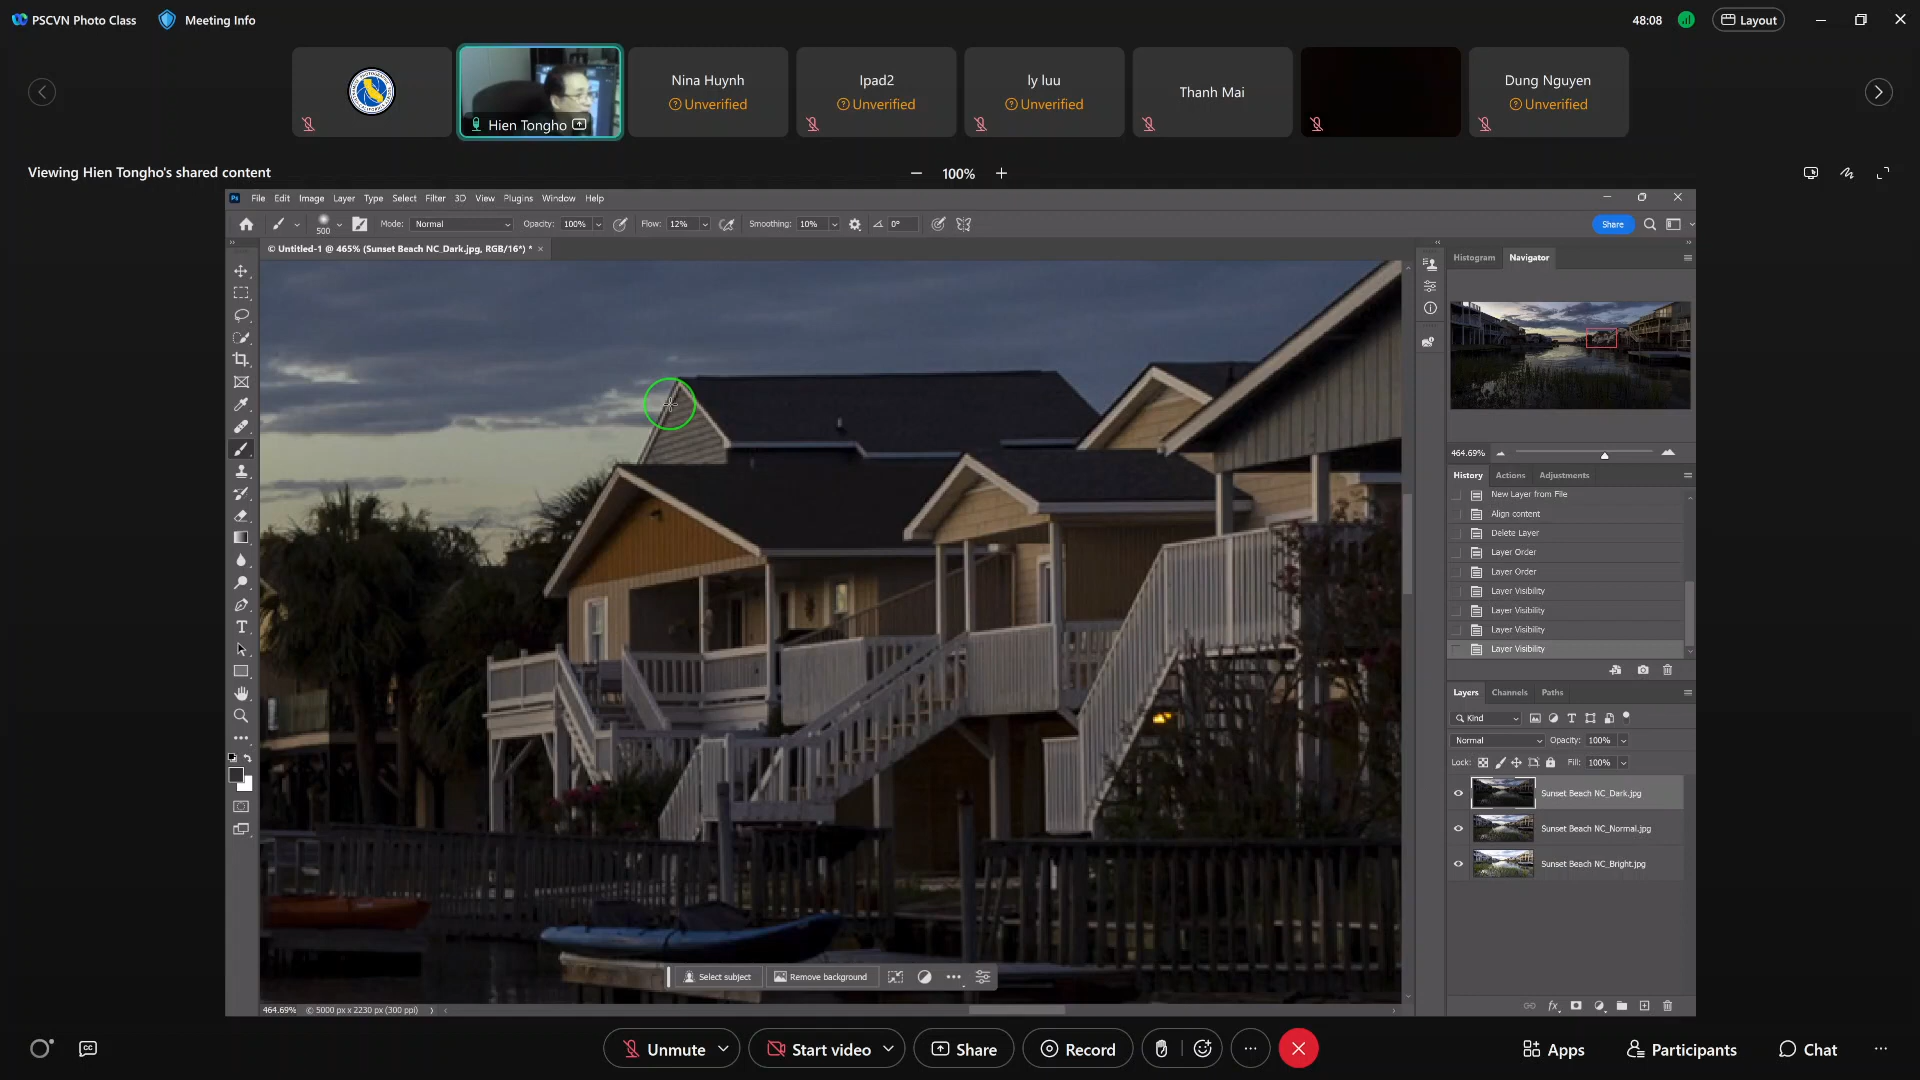 PSCVN Photo Class
Meeting Info
48:08
Layout
Hien Tongho
Nina Huynh
Unverified
Ipad2
Unverified
ly luu
Unverified
Thanh Mai
Dung Nguyen
Unverified
Viewing Hien Tongho's shared content
100%
Ps File Edit Image Layer Type Select Filter 3D View Plugins Window Help
500 Mode: Normal Opacity: 100% Flow: 12% Smoothing: 10% 0° Share
© Untitled-1 @ 465% (Sunset Beach NC_Dark.jpg, RGB/16*) * ×
Histogram Navigator
464.69%
History Actions Adjustments
New Layer from File
Align content
Delete Layer
Layer Order
Layer Order
Layer Visibility
Layer Visibility
Layer Visibility
Layer Visibility
Layers Channels Paths
Kind
Normal Opacity: 100%
Lock: Fill: 100%
Sunset Beach NC_Dark.jpg
Sunset Beach NC_Normal.jpg
Sunset Beach NC_Bright.jpg
fx
Select subject Remove background
464.69% © 5000 px x 2230 px (300 ppi)
CC Unmute Start video Share Record Apps Participants Chat